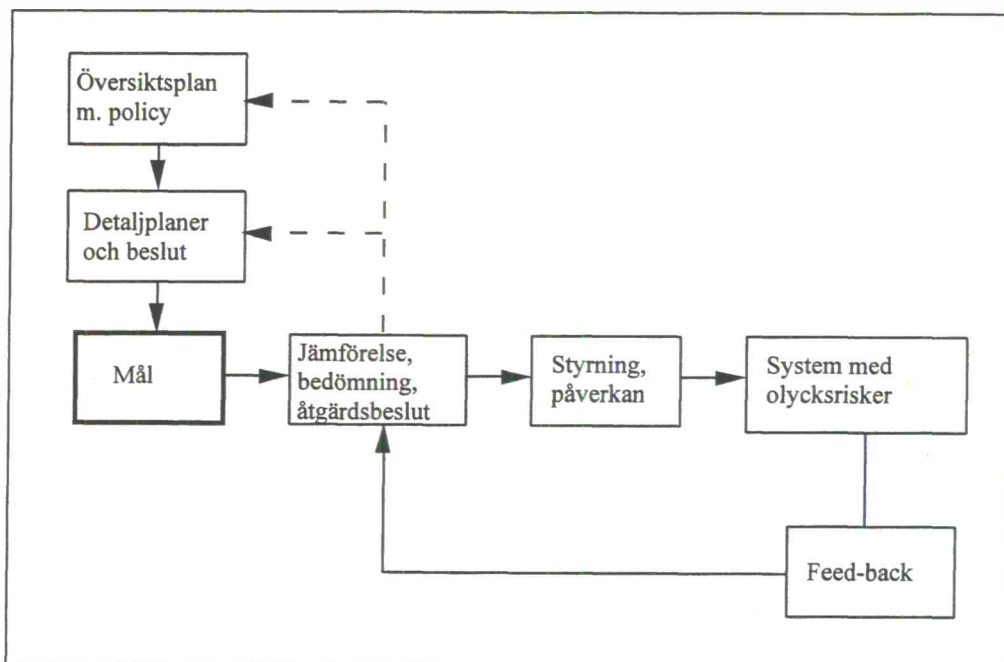 Översiktsplan
m. policy
Detaljplaner
och beslut
Mål
Jämförelse,
bedömning,
åtgärdsbeslut
Styrning,
påverkan
System med
olycksrisker
Feed-back